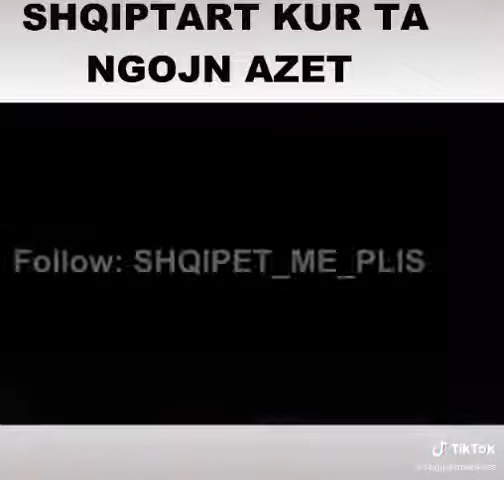 SHQIPTART KUR TA
NGOJN AZET
Follow: SHQIPET_ME_PLIS
TikTok